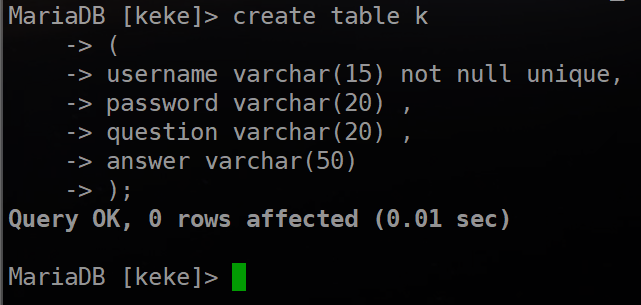 MariaDB [keke]> create table k
    -> (
    -> username varchar(15) not null unique,
    -> password varchar(20) ,
    -> question varchar(20) ,
    -> answer varchar(50)
    -> );
Query OK, 0 rows affected (0.01 sec)
MariaDB [keke]>